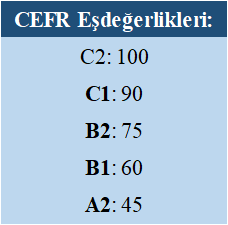 CEFR Eşdeğerlikleri:
C2: 100
C1: 90
B2: 75
B1: 60
A2: 45